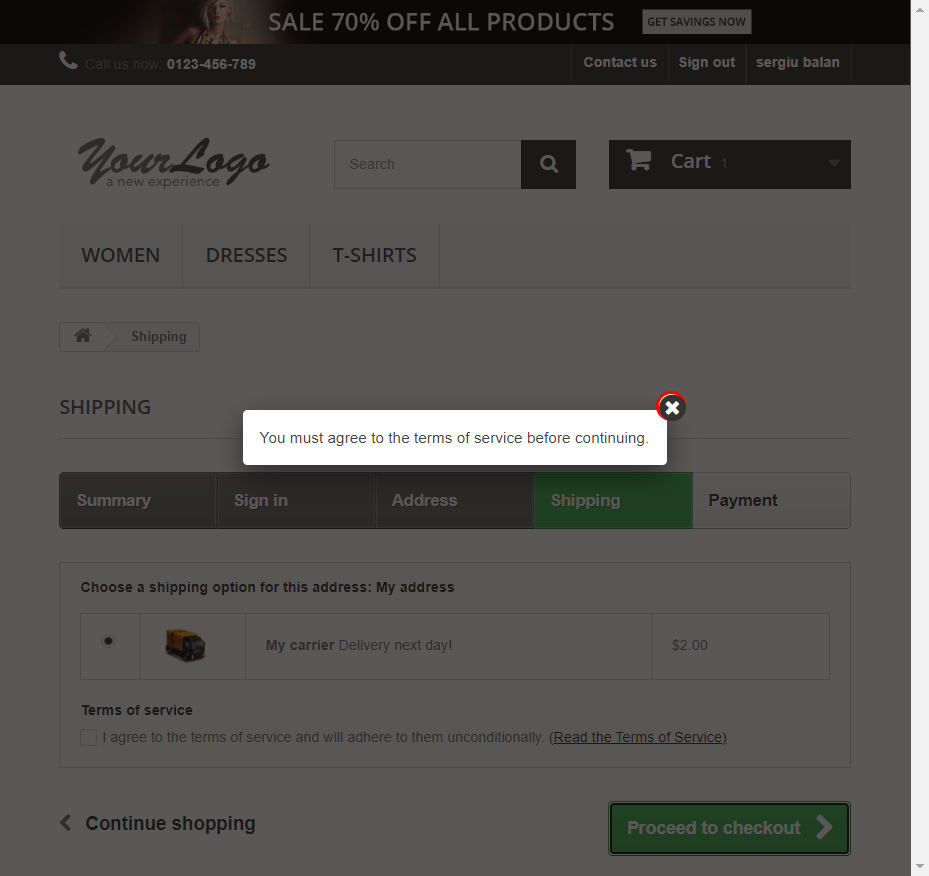 SALE 70% OFF ALL PRODUCTS GET SAVINGS NOW
Call us now: 0123-456-789 Contact us Sign out sergiu balan
YourLogo
a new experience
Search
Cart 1
WOMEN DRESSES T-SHIRTS
Shipping
SHIPPING
You must agree to the terms of service before continuing.
Summary Sign in Address Shipping Payment
Choose a shipping option for this address: My address
My carrier Delivery next day! $2.00
Terms of service
I agree to the terms of service and will adhere to them unconditionally. (Read the Terms of Service)
Continue shopping Proceed to checkout